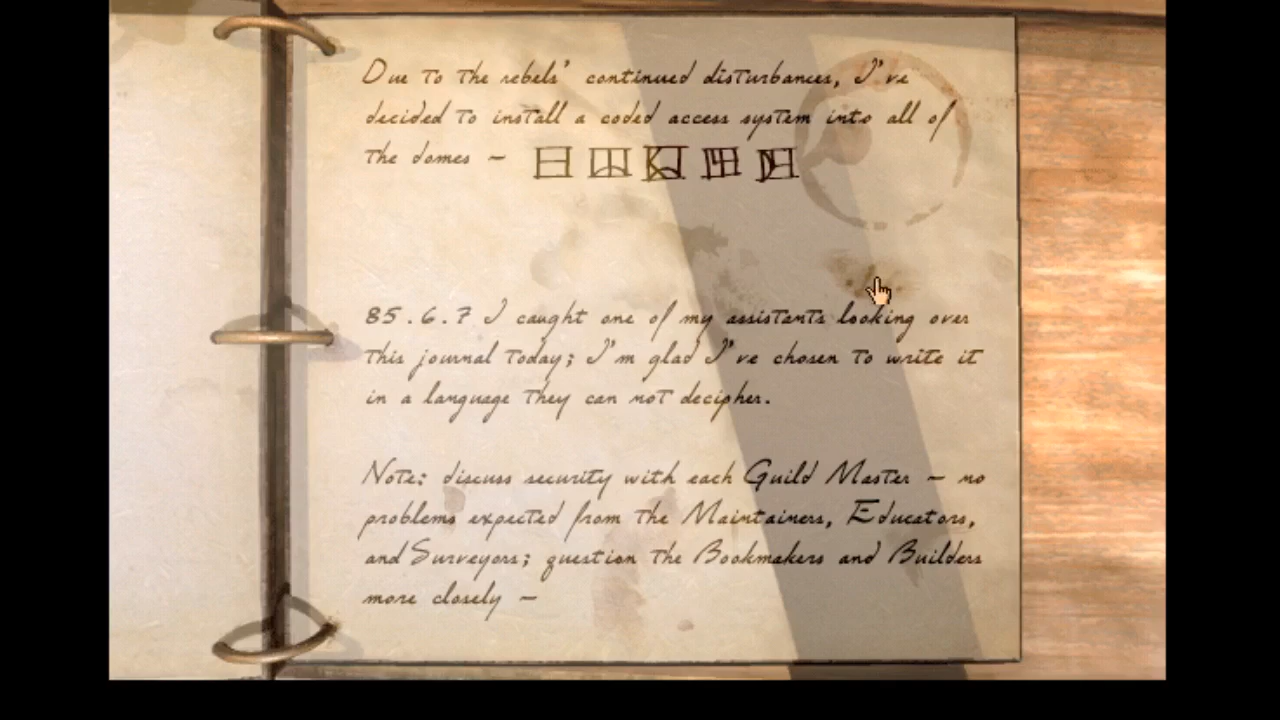 Due to the rebels' continued disturbances, I've
decided to install a coded access system into all of
the domes –
85.6.7 I caught one of my assistants looking over
this journal today; I'm glad I've chosen to write it
in a language they can not decipher.
Note: discuss security with each Guild Master – no
problems expected from the Maintainers, Educators,
and Surveyors; question the Bookmakers and Builders
more closely –